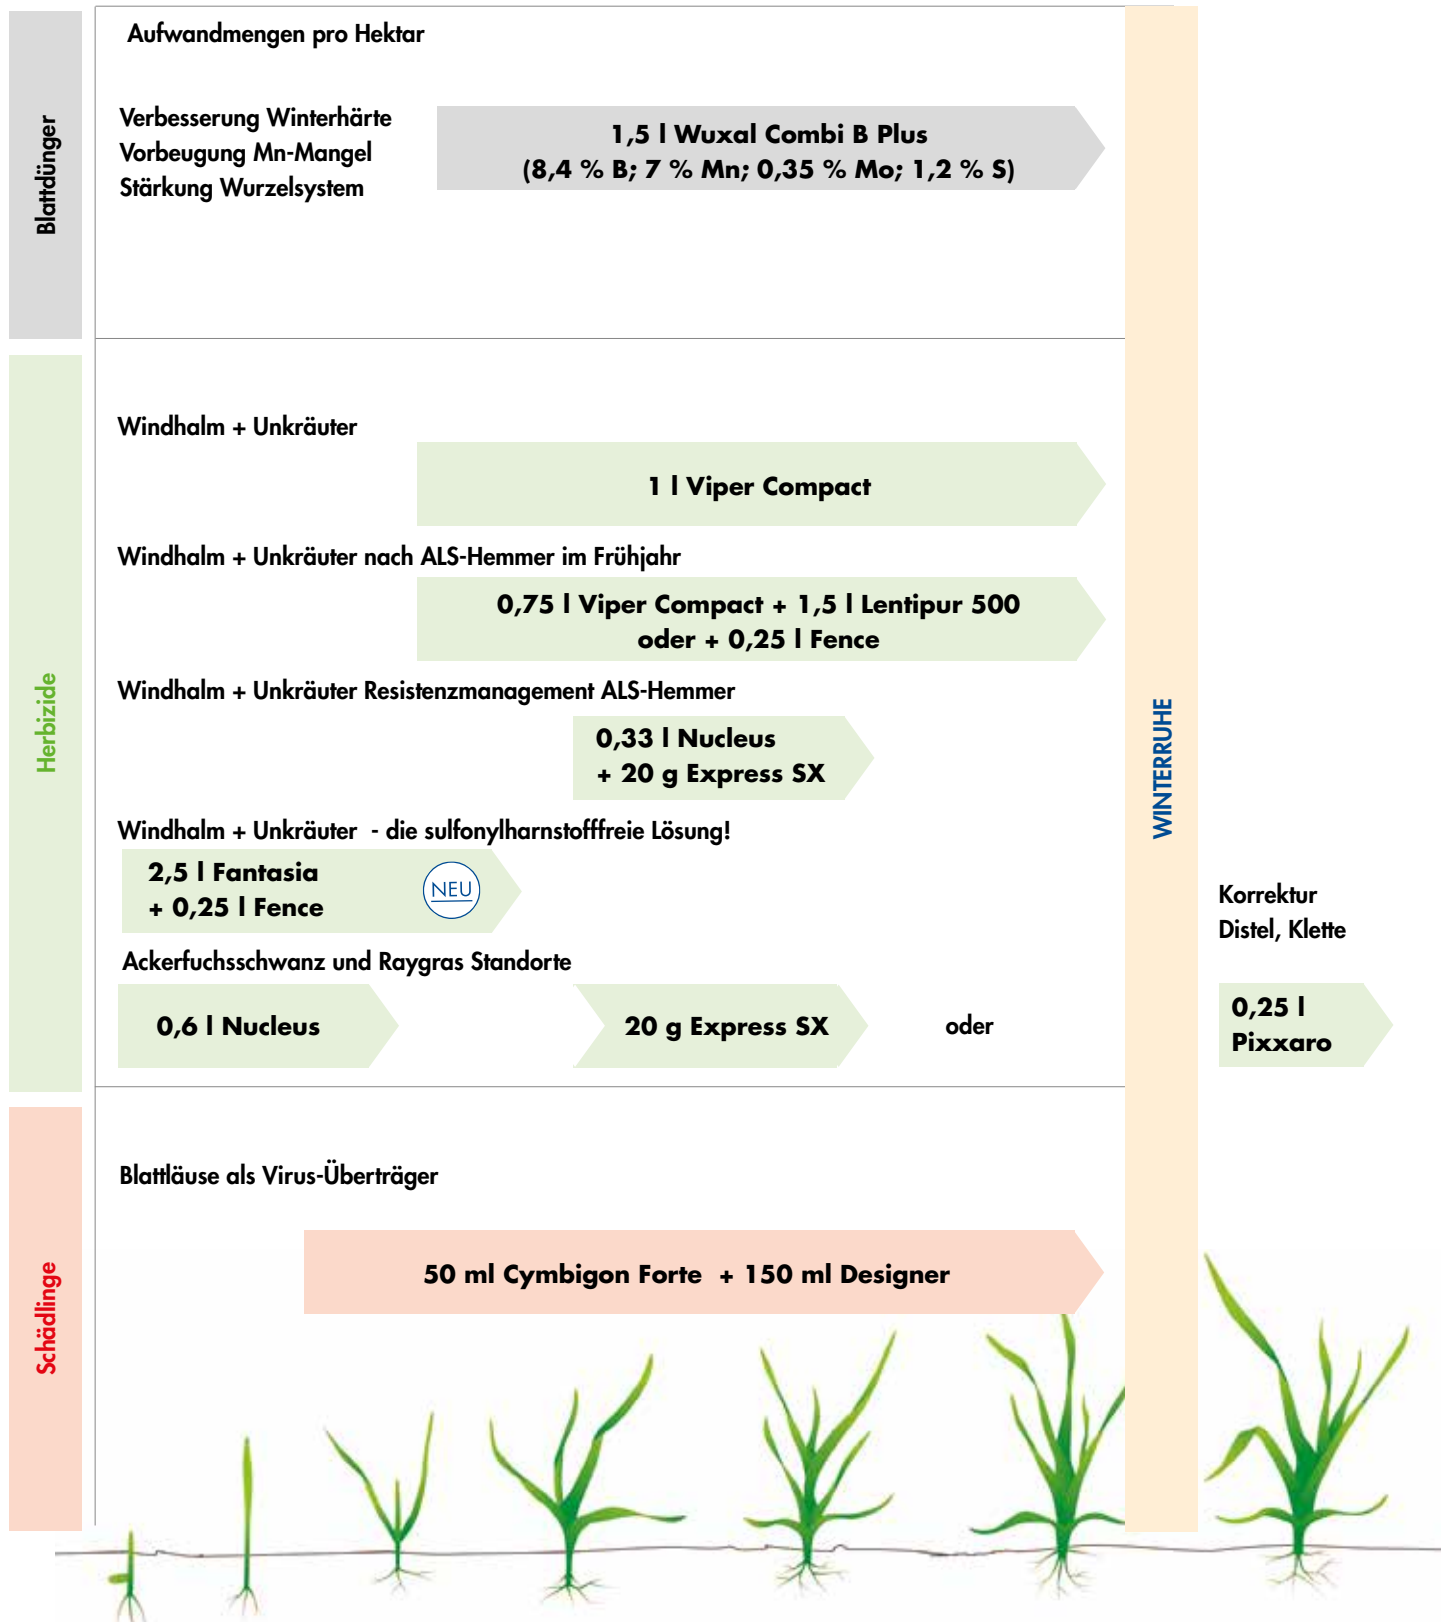 Blattdünger
Aufwandmengen pro Hektar
Verbesserung Winterhärte
Vorbeugung Mn-Mangel
Stärkung Wurzelsystem
1,5 l Wuxal Combi B Plus
(8,4 % B; 7 % Mn; 0,35 % Mo; 1,2 % S)
Herbizide
Windhalm + Unkräuter
1 l Viper Compact
Windhalm + Unkräuter nach ALS-Hemmer im Frühjahr
0,75 l Viper Compact + 1,5 l Lentipur 500
oder + 0,25 l Fence
Windhalm + Unkräuter Resistenzmanagement ALS-Hemmer
0,33 l Nucleus
+ 20 g Express SX
Windhalm + Unkräuter - die sulfonylharnstofffreie Lösung!
2,5 l Fantasia
+ 0,25 l Fence
NEU
Ackerfuchsschwanz und Raygras Standorte
0,6 l Nucleus
20 g Express SX
oder
WINTERRUHE
Korrektur
Distel, Klette
0,25 l
Pixxaro
Schädlinge
Blattläuse als Virus-Überträger
50 ml Cymbigon Forte + 150 ml Designer